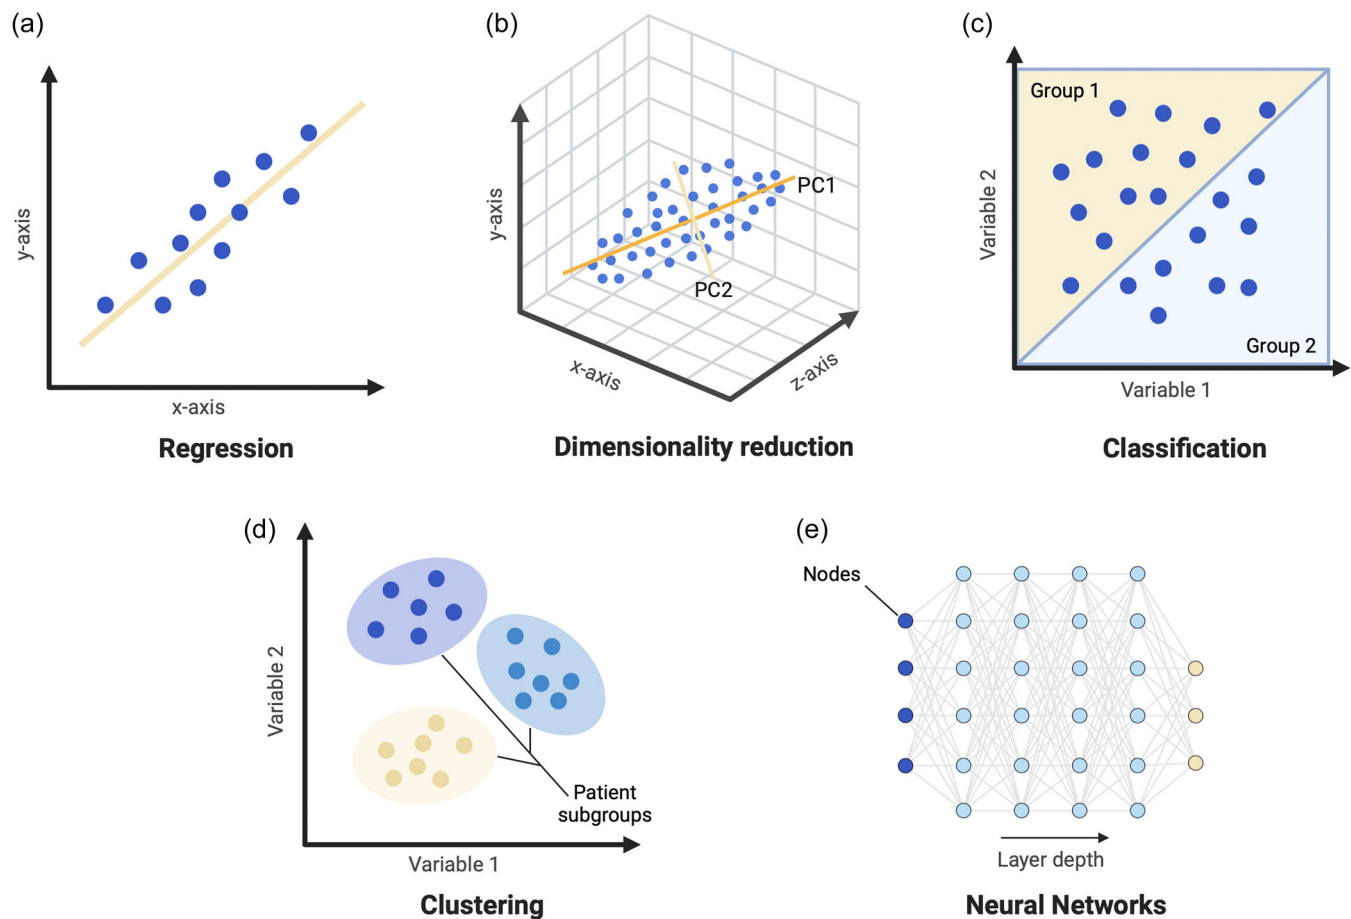 (a)
y-axis
x-axis
Regression
(b)
y-axis
PC1
PC2
x-axis
z-axis
Dimensionality reduction
(c)
Group 1
Variable 2
Group 2
Variable 1
Classification
(d)
Variable 2
Patient
subgroups
Variable 1
Clustering
(e)
Nodes
Layer depth
Neural Networks